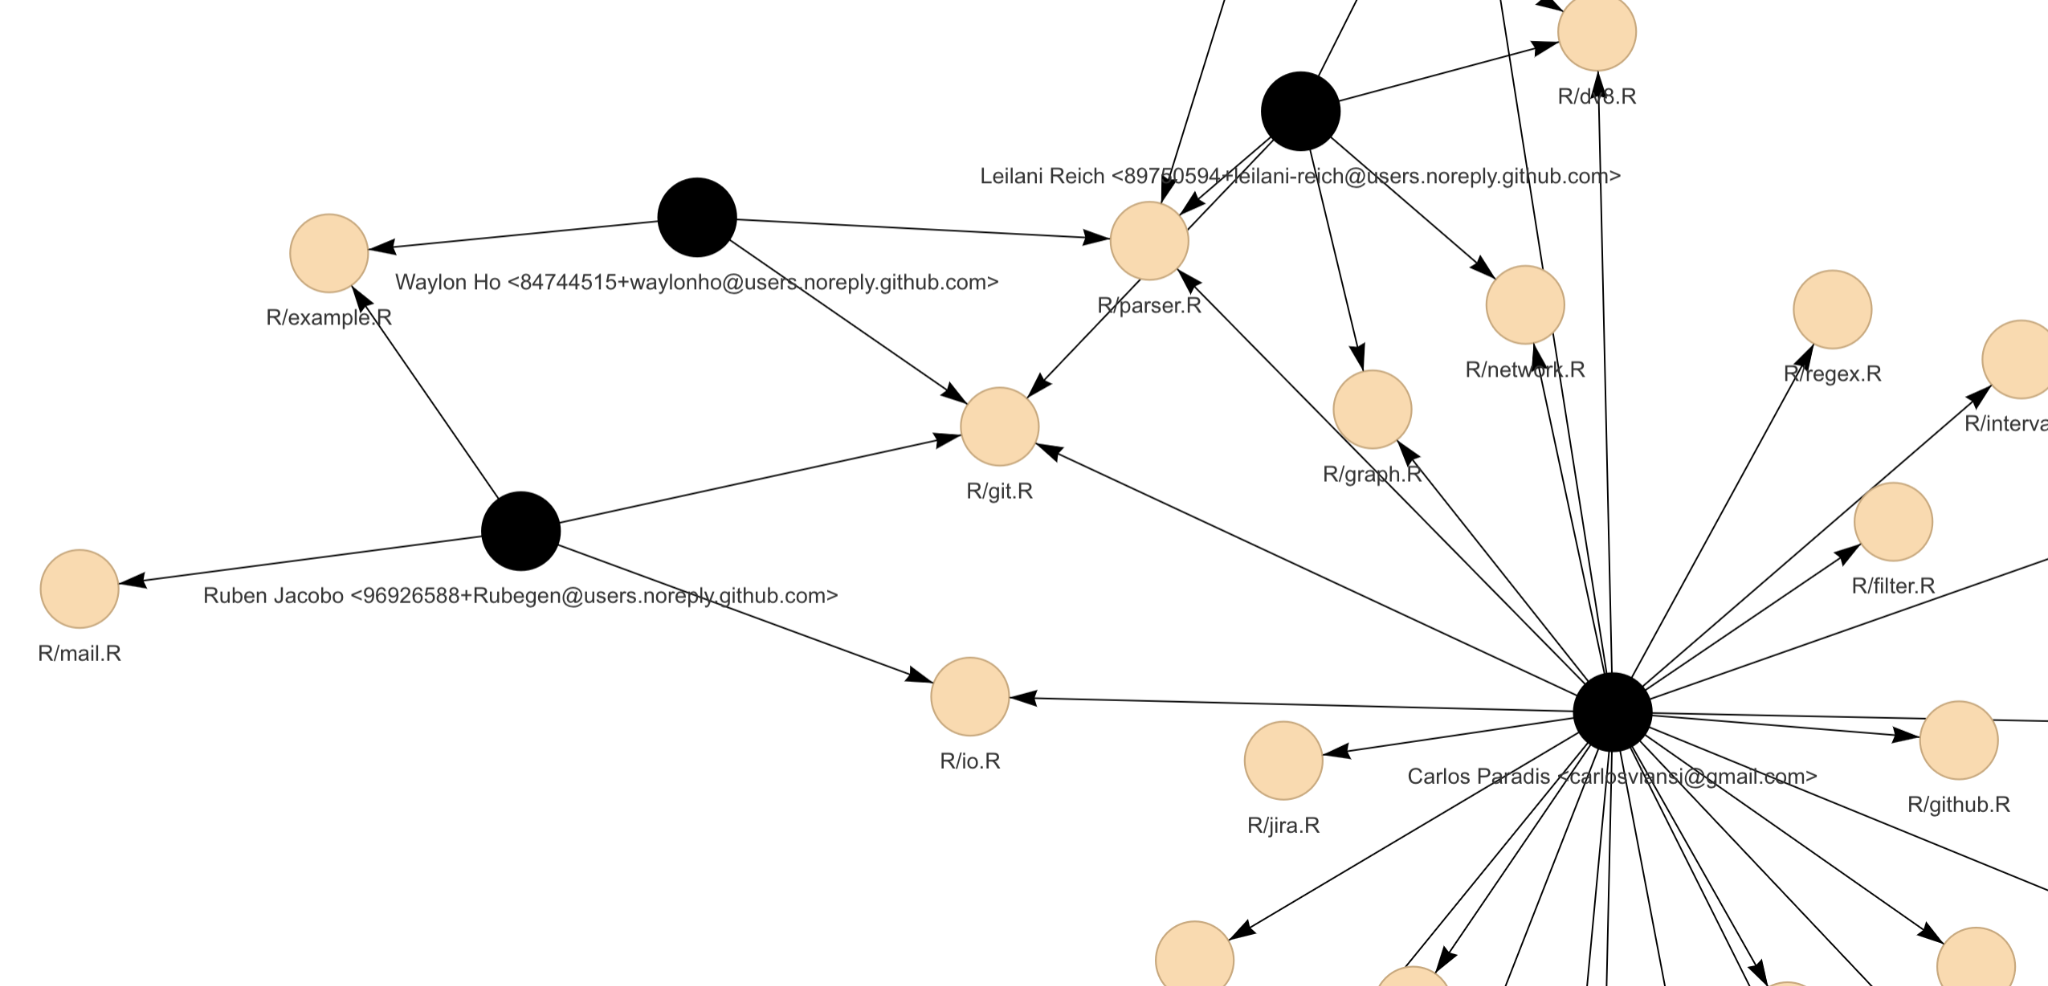 R/dv8.R
Leilani Reich <89750594+leilani-reich@users.noreply.github.com>
Waylon Ho <84744515+waylonho@users.noreply.github.com>
R/parser.R
R/example.R
R/network.R
R/regex.R
R/interva
R/graph.R
R/git.R
R/filter.R
Ruben Jacobo <96926588+Rubegen@users.noreply.github.com>
R/mail.R
R/io.R
Carlos Paradis <carlosviansi@gmail.com>
R/github.R
R/jira.R